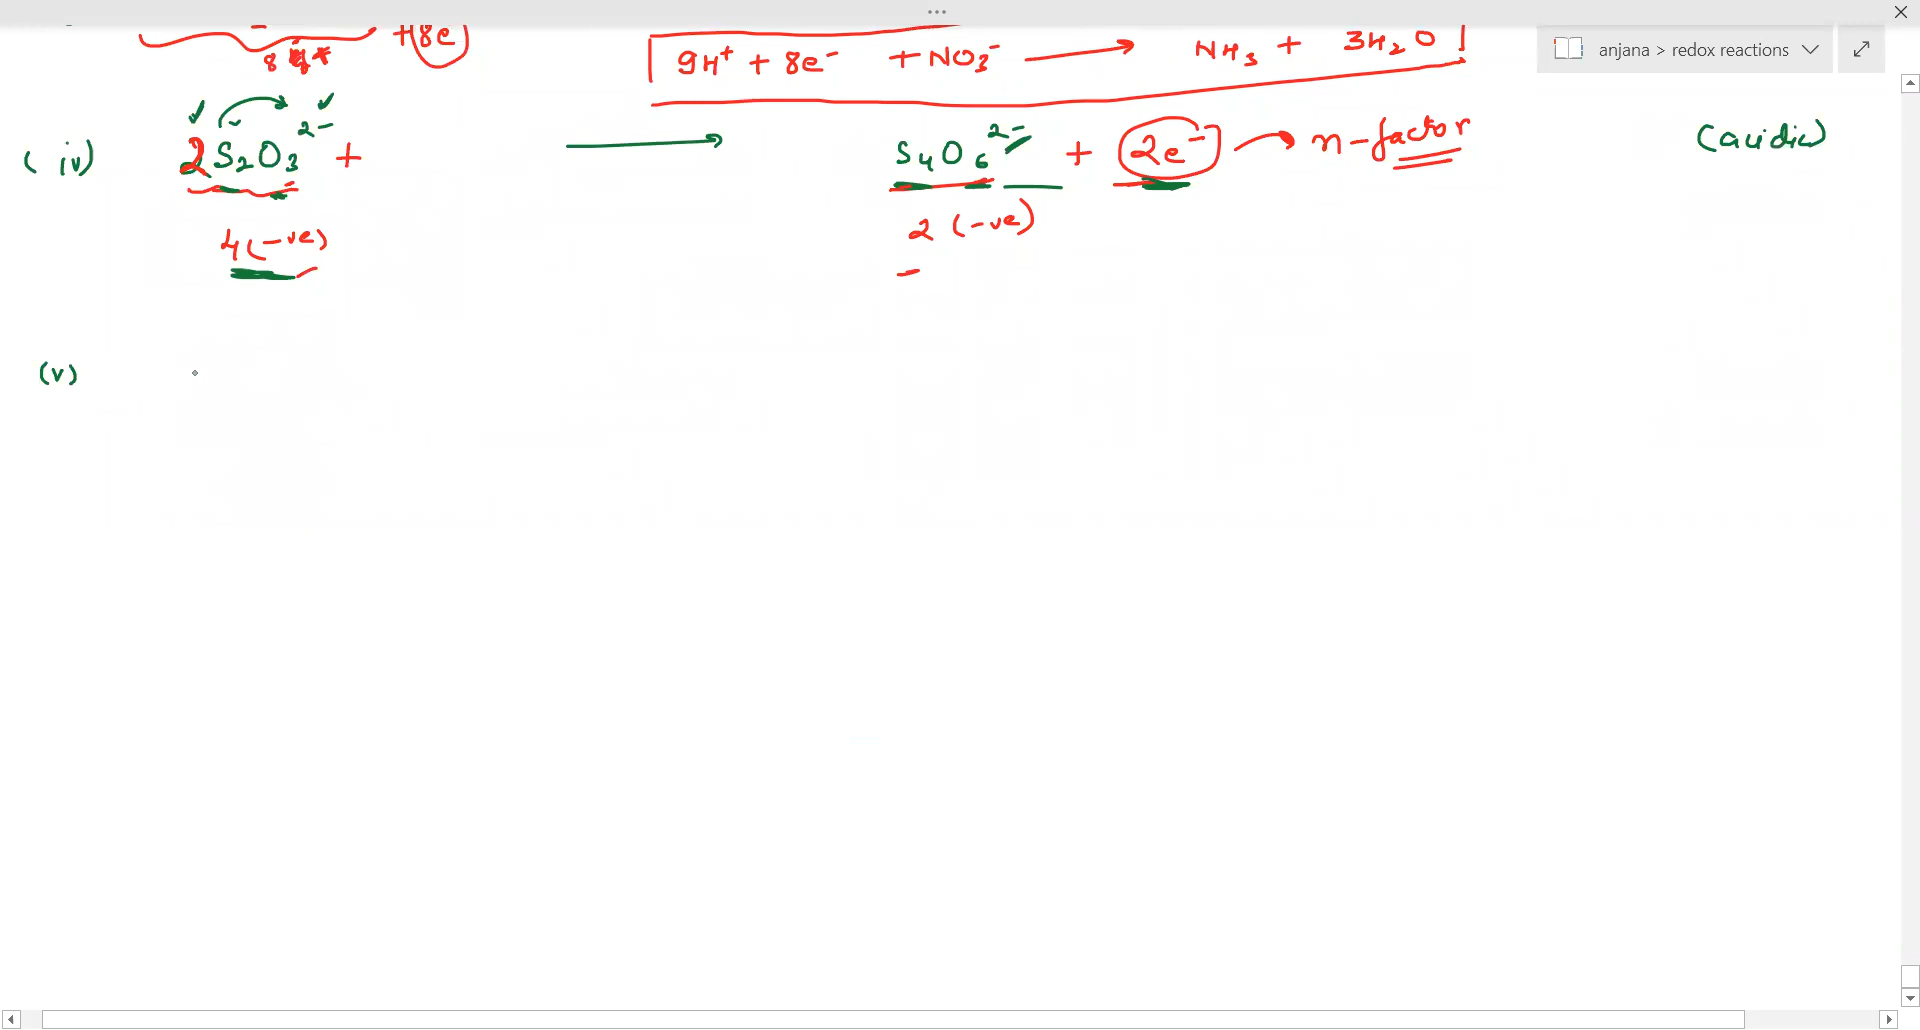 + 8e
8
9H⁺ + 8e⁻ + NO₃⁻ → NH₃ + 3H₂O
anjana > redox reactions
(iv) 2S₂O₃²⁻ + → S₄O₆²⁻ + 2e⁻ → n-factor (acidic)
4(-ve) 2(-ve)
(v)